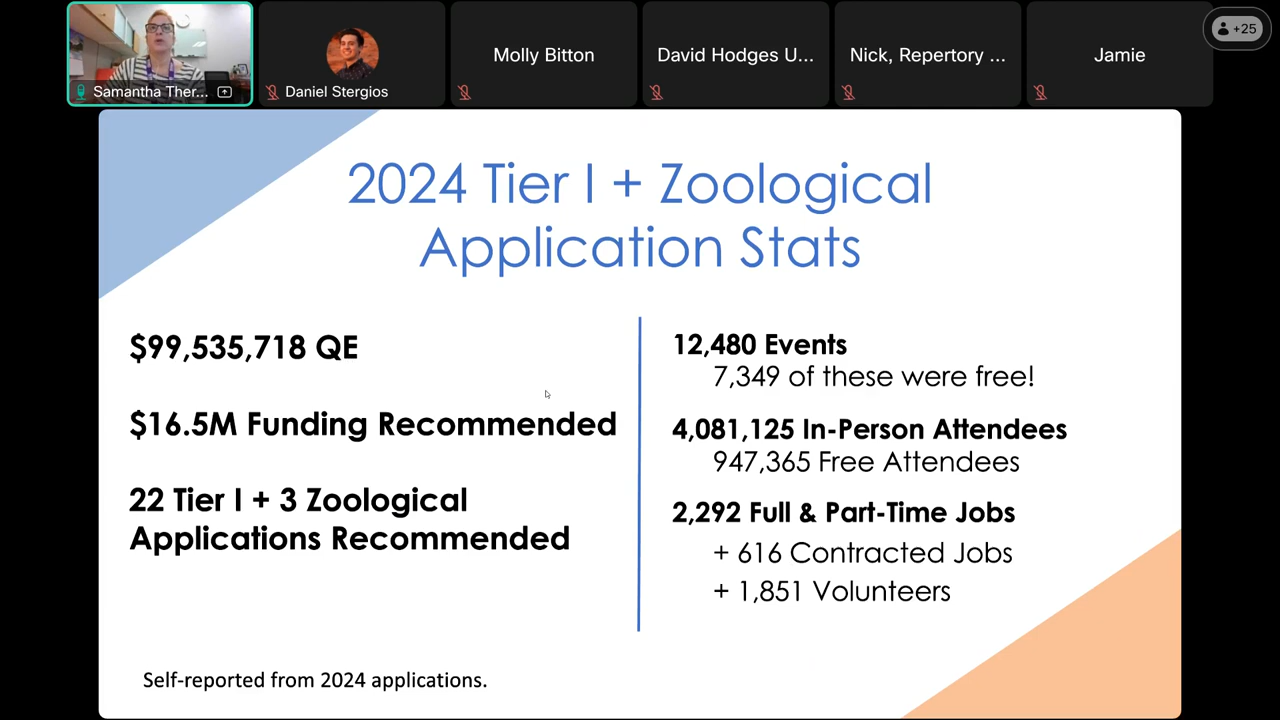 Samantha Ther...
Daniel Stergios
Molly Bitton
David Hodges U...
Nick, Repertory ...
Jamie
+25
2024 Tier I + Zoological
Application Stats
$99,535,718 QE
$16.5M Funding Recommended
22 Tier I + 3 Zoological
Applications Recommended
12,480 Events
7,349 of these were free!
4,081,125 In-Person Attendees
947,365 Free Attendees
2,292 Full & Part-Time Jobs
+ 616 Contracted Jobs
+ 1,851 Volunteers
Self-reported from 2024 applications.